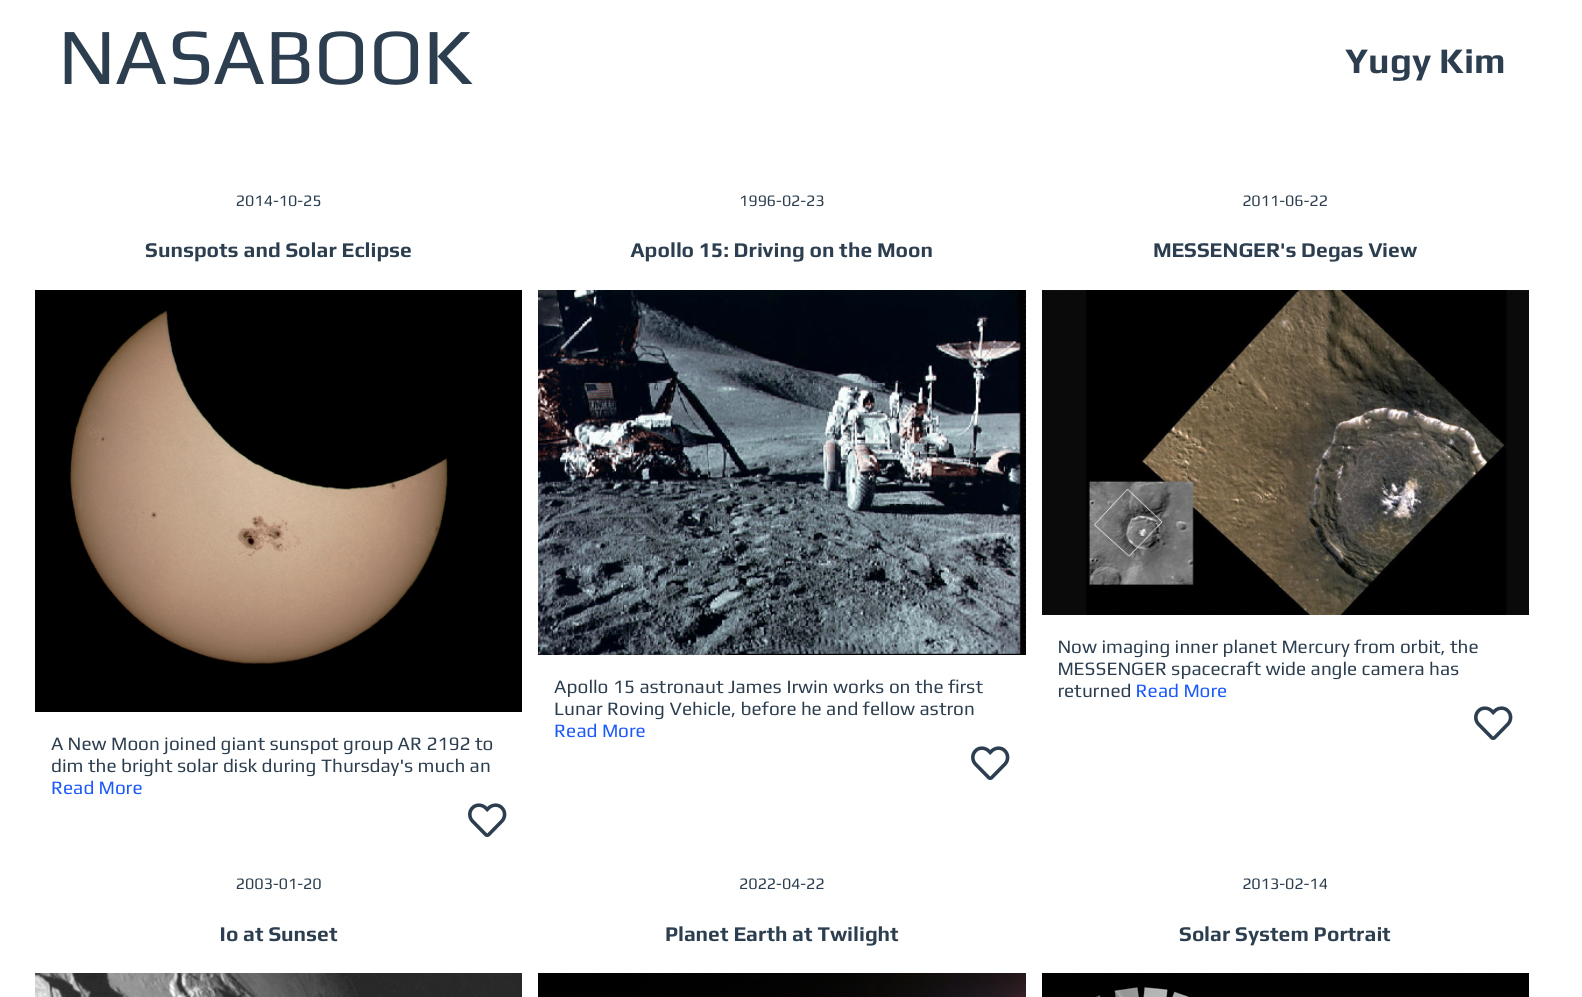 NASABOOK
Yugy Kim
2014-10-25
Sunspots and Solar Eclipse
A New Moon joined giant sunspot group AR 2192 to
dim the bright solar disk during Thursday's much an
Read More
1996-02-23
Apollo 15: Driving on the Moon
Apollo 15 astronaut James Irwin works on the first
Lunar Roving Vehicle, before he and fellow astron
Read More
2011-06-22
MESSENGER's Degas View
Now imaging inner planet Mercury from orbit, the
MESSENGER spacecraft wide angle camera has
returned Read More
2003-01-20
Io at Sunset
2022-04-22
Planet Earth at Twilight
2013-02-14
Solar System Portrait